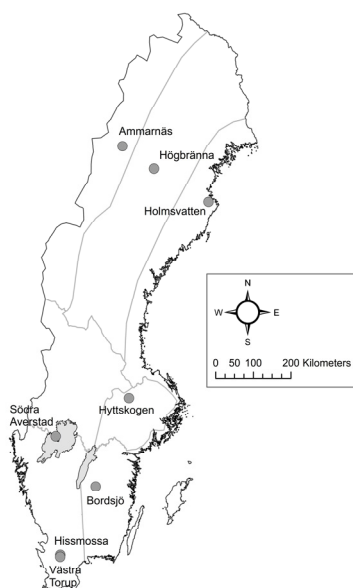 Ammarnäs
Högbränna
Holmsvatten
N
W E
S
0 50 100 200 Kilometers
Hyttskogen
Södra
Averstad
Bordsjö
Hissmossa
Västra
Torup